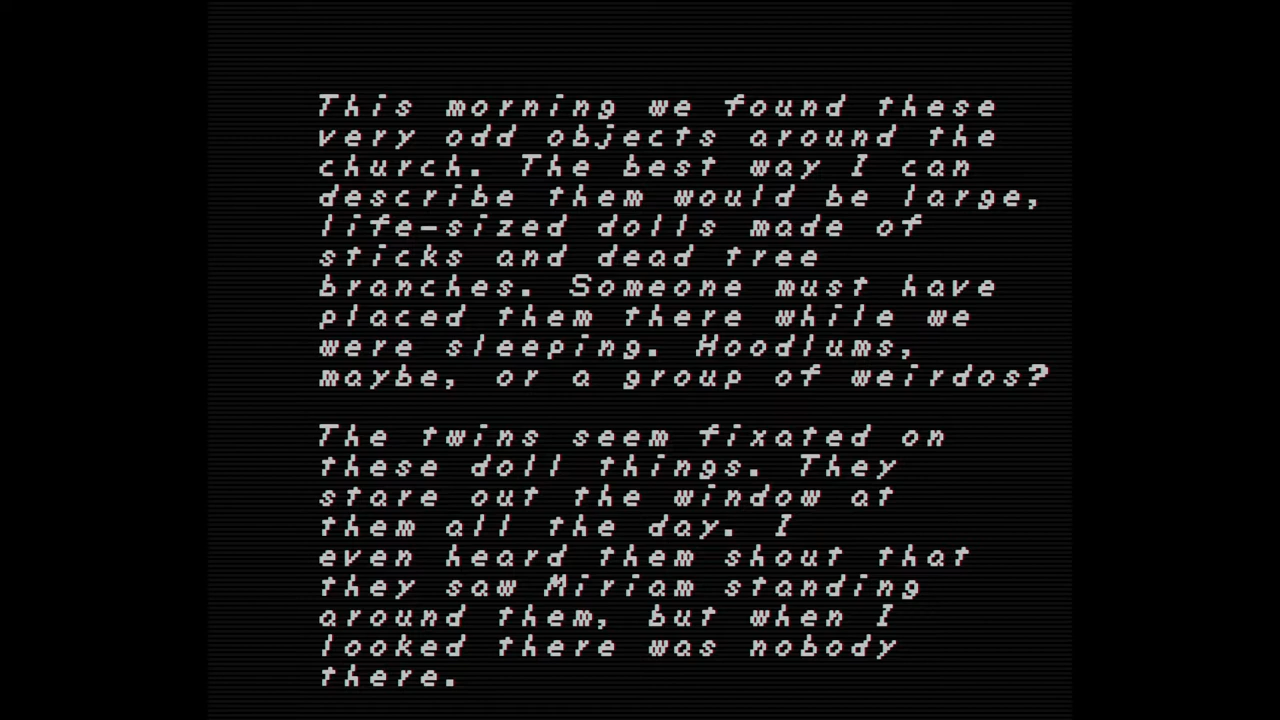 This morning we found these
very odd objects around the
church. The best way I can
describe them would be large,
life-sized dolls made of
sticks and dead tree
branches. Someone must have
placed them there while we
were sleeping. Hoodlums,
maybe, or a group of weirdos?
The twins seem fixated on
these doll things. They
stare out the window at
them all the day. I
even heard them shout that
they saw Miriam standing
around them, but when I
looked there was nobody
there.